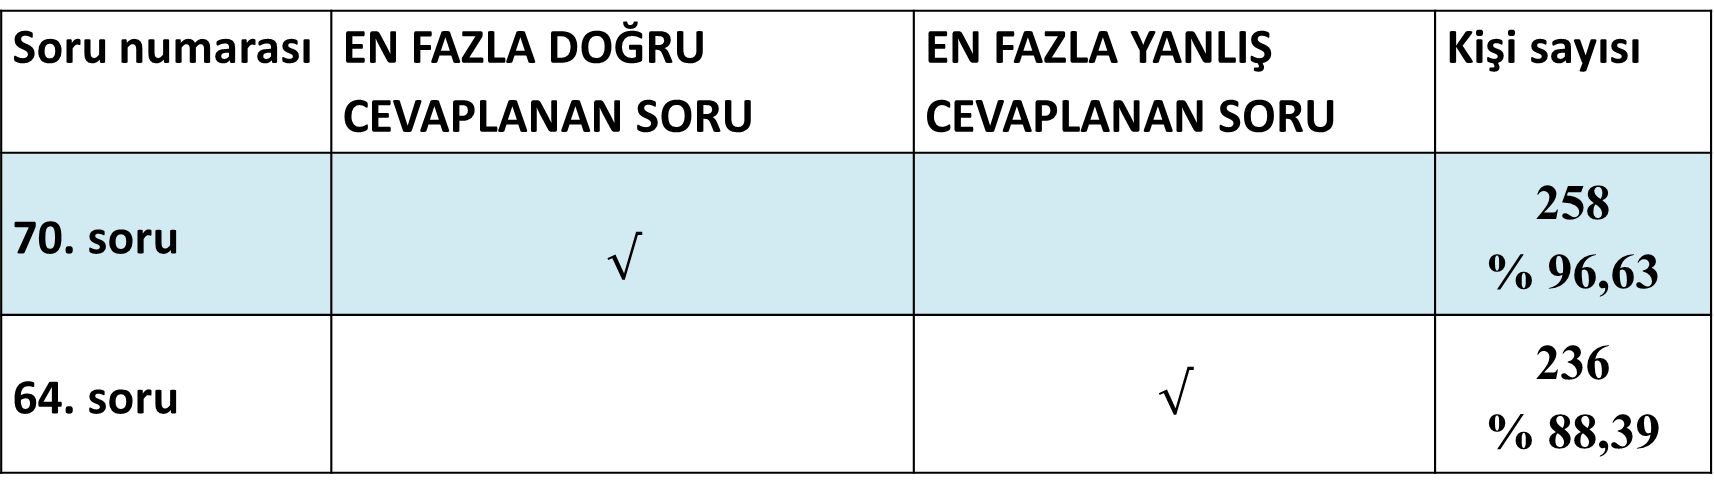 Soru numarası
EN FAZLA DOĞRU
CEVAPLANAN SORU
EN FAZLA YANLIŞ
CEVAPLANAN SORU
Kişi sayısı
70. soru
√
258
% 96,63
64. soru
√
236
% 88,39